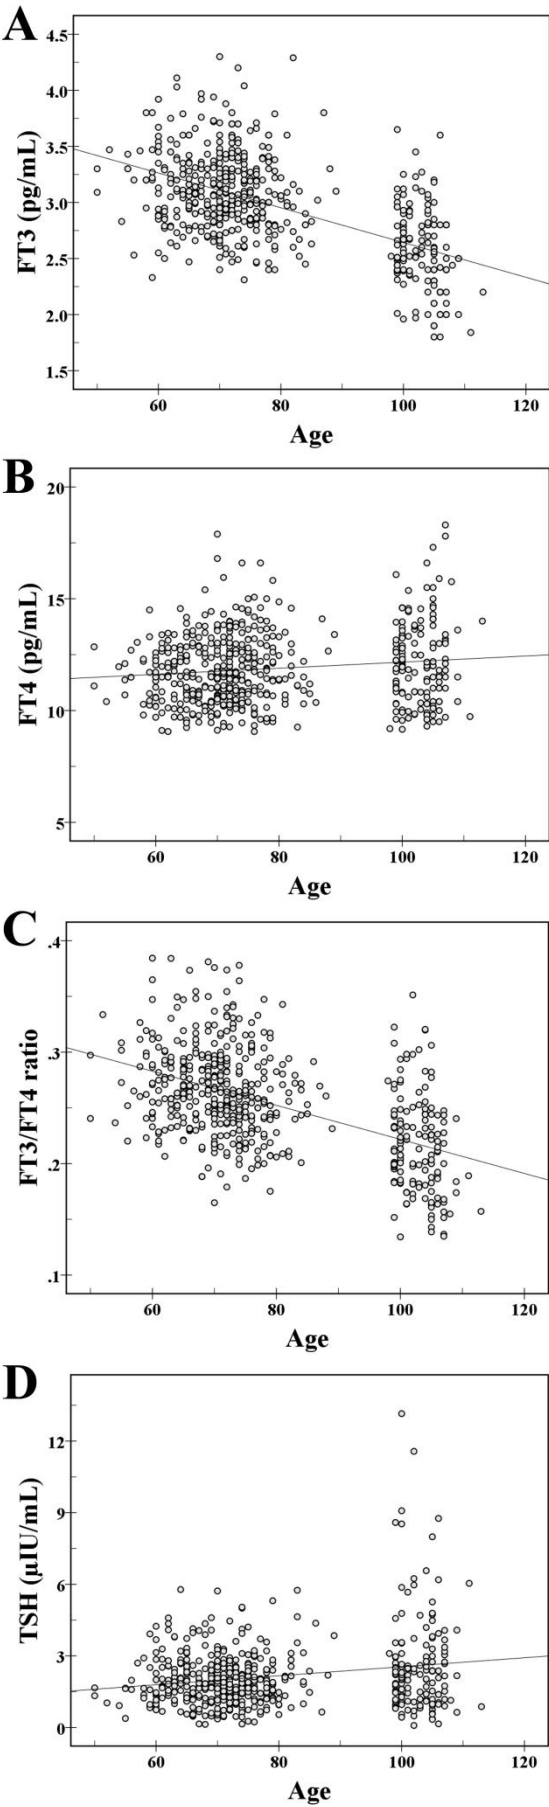 A
4.5
4.0
3.5
3.0
2.5
2.0
1.5
FT3 (pg/mL)
60 80 100 120
Age
B
20
15
10
5
FT4 (pg/mL)
60 80 100 120
Age
C
.4
.3
.2
.1
FT3/FT4 ratio
60 80 100 120
Age
D
12
9
6
3
0
TSH (μIU/mL)
60 80 100 120
Age